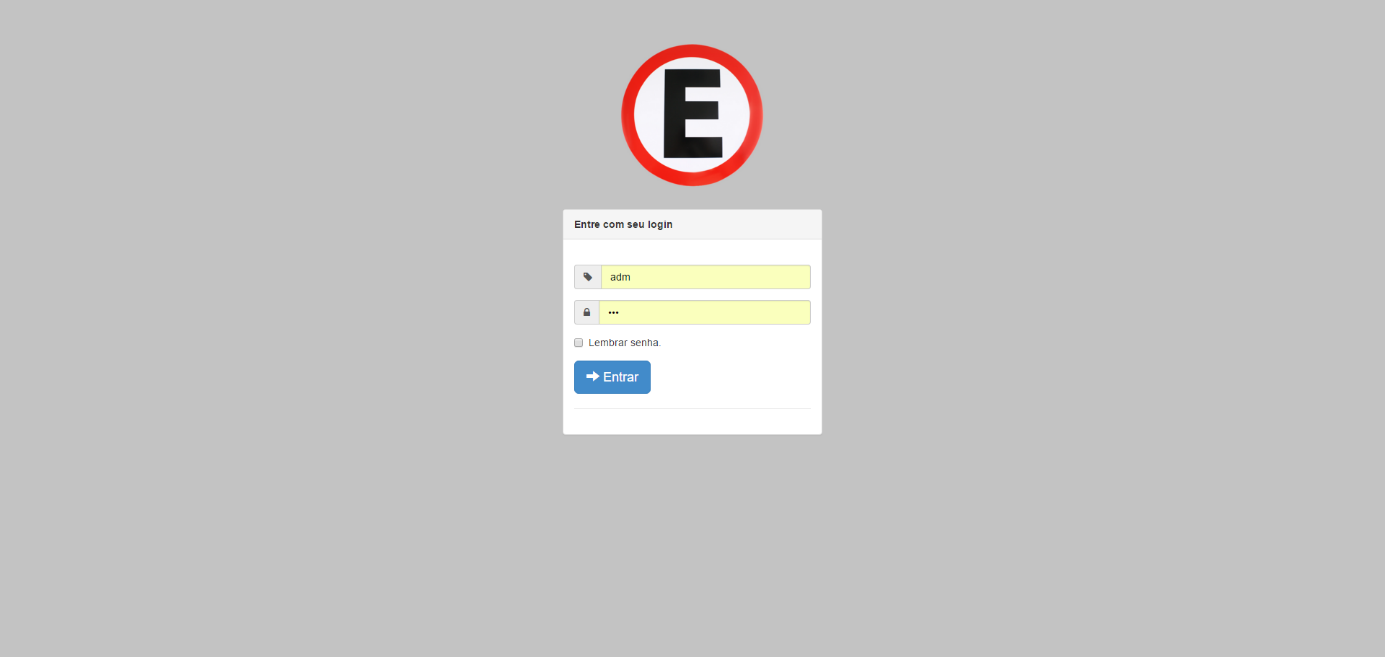 E
Entre com seu login
adm
•••
Lembrar senha.
Entrar